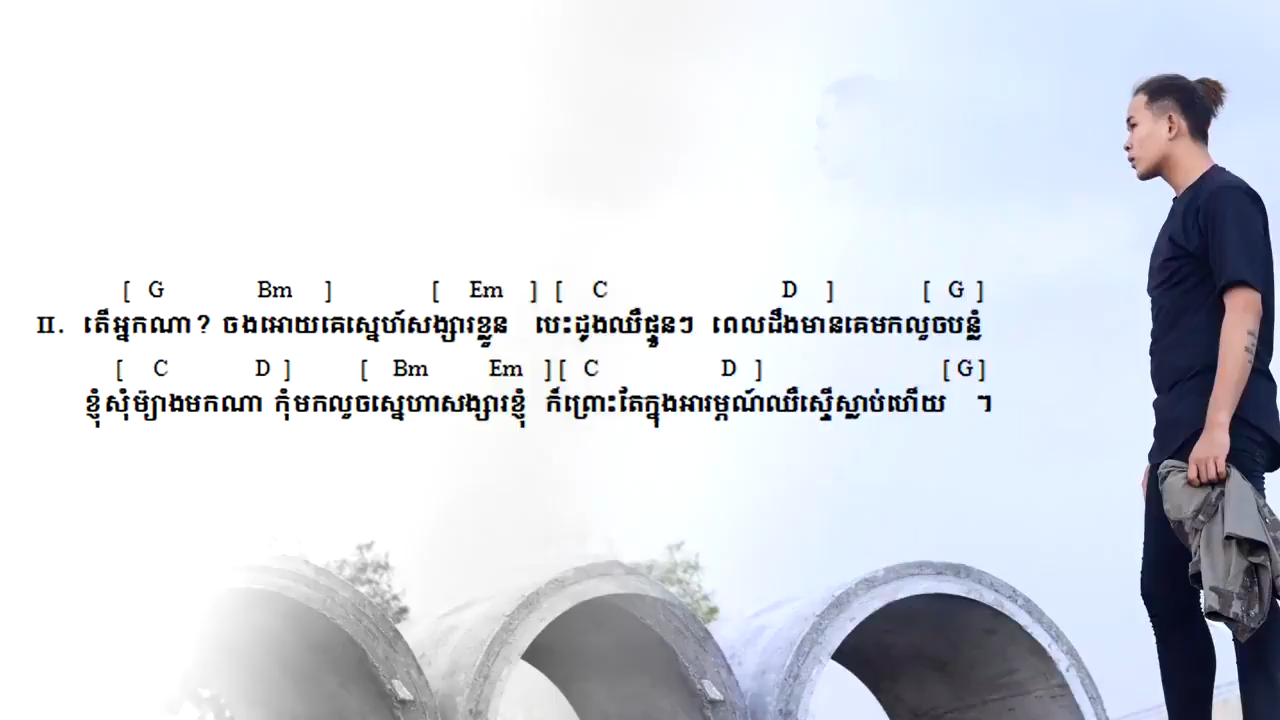 [ G Bm ] [ Em ] [ C D ] [ G ]
II. តើអ្នកណា? ចងអោយគេស្នេហ៍សង្សារខ្លួន បេះដូងឈឺផ្ទួនៗ ពេលដឹងមានគេមកលួចបន្លំ
[ C D ] [ Bm Em ] [ C D ] [ G ]
ខ្ញុំសុំម៉្យាងមកណា កុំមកលួចស្នេហាសង្សារខ្ញុំ ក៏ព្រោះតែក្នុងអារម្ភណ៍ឈឺស្ទើស្លាប់ហើយ ។